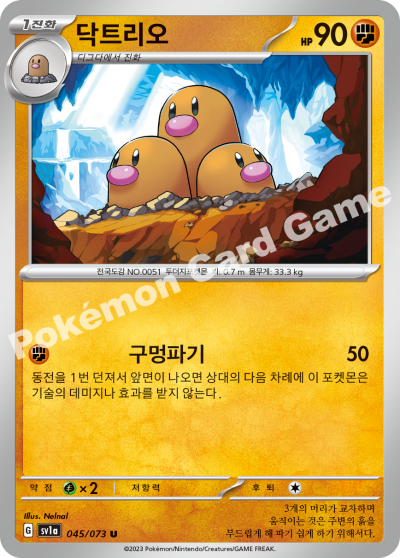 1진화
닥트리오
HP 90
디그다에서 진화
전국도감 NO.0051 두더지포켓몬 키: 0.7 m 몸무게: 33.3 kg
Pokémon Card Game
구멍파기 50
동전을 1번 던져서 앞면이 나오면 상대의 다음 차례에 이 포켓몬은
기술의 데미지나 효과를 받지 않는다.
약점 ×2 저항력 후퇴
Illus. Nelnal
G sv1a 045/073 U
3개의 머리가 교차하며
움직이는 것은 주변의 흙을
부드럽게 해 파기 쉽게 하기 위함이다.
©2023 Pokémon/Nintendo/Creatures/GAME FREAK.